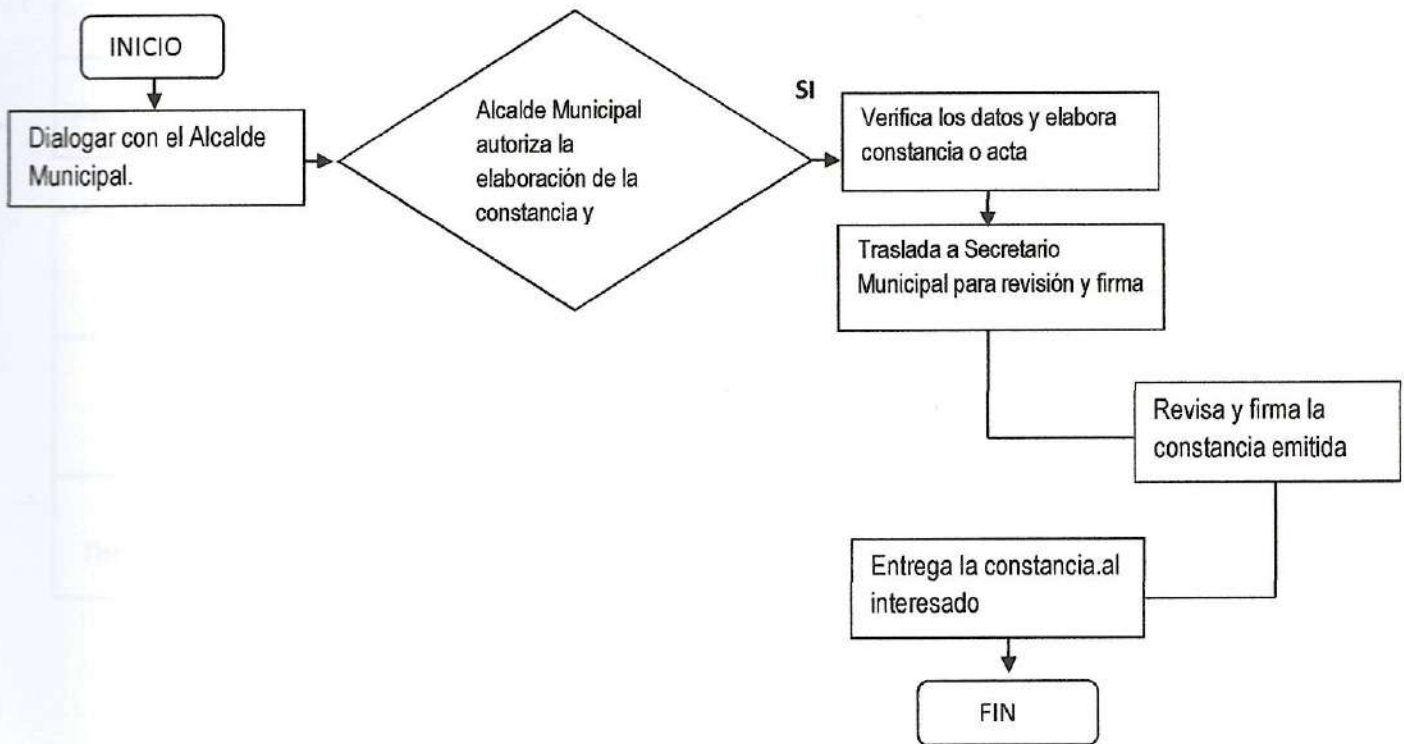 INICIO
Dialogar con el Alcalde
Municipal.
Alcalde Municipal
autoriza la
elaboración de la
constancia y
SI
Verifica los datos y elabora
constancia o acta
Traslada a Secretario
Municipal para revisión y firma
Revisa y firma la
constancia emitida
Entrega la constancia.al
interesado
FIN